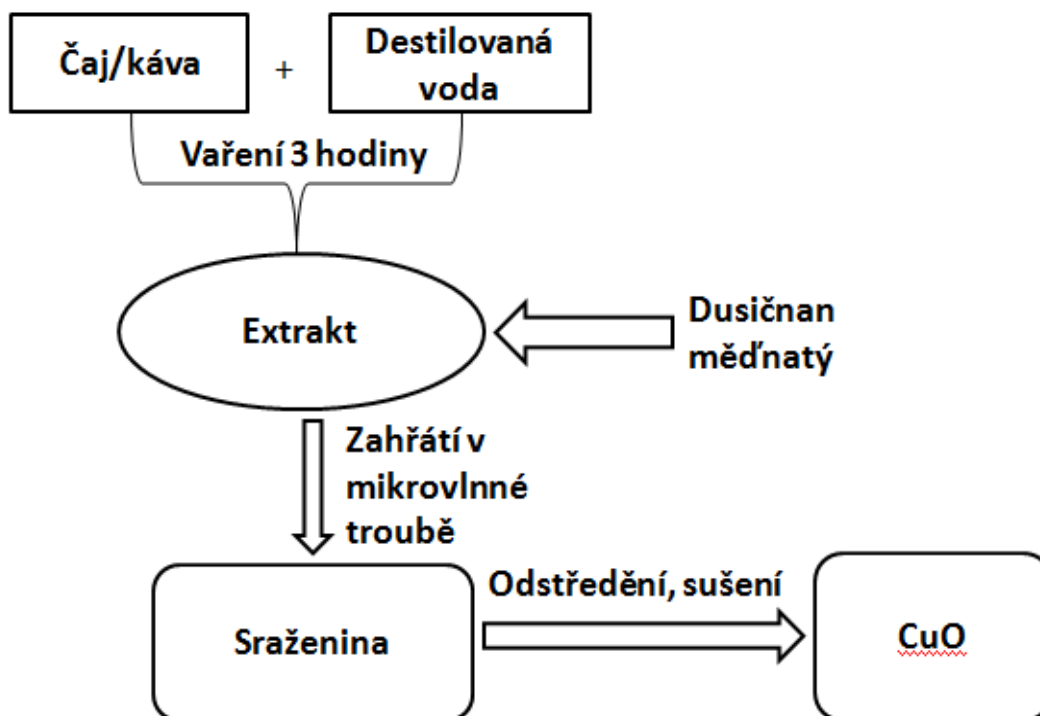 Čaj/káva
+
Destilovaná
voda
Vaření 3 hodiny
Extrakt
Dusičnan
měďnatý
Zahřátí v
mikrovlnné
troubě
Sraženina
Odstředění, sušení
CuO